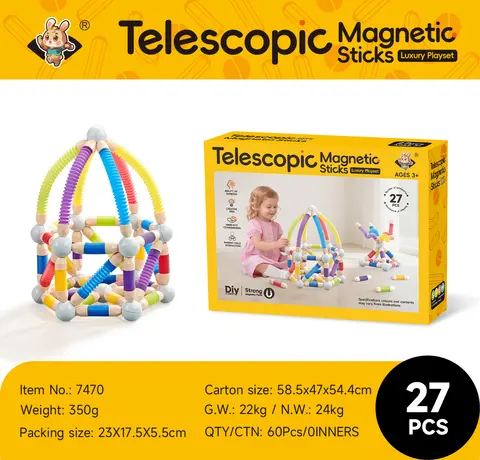 ®
Telescopic Magnetic
Sticks Luxury Playset
Telescopic Magnetic
Sticks Luxury Playset
AGES 3+
27
PCS
Diy
Strong
Specifications, colours and contents
may vary from illustrations
Item No.: 7470
Weight: 350g
Packing size: 23X17.5X5.5cm
Carton size: 58.5x47x54.4cm
G.W.: 22kg / N.W.: 24kg
QTY/CTN: 60Pcs/0INNERS
27
PCS